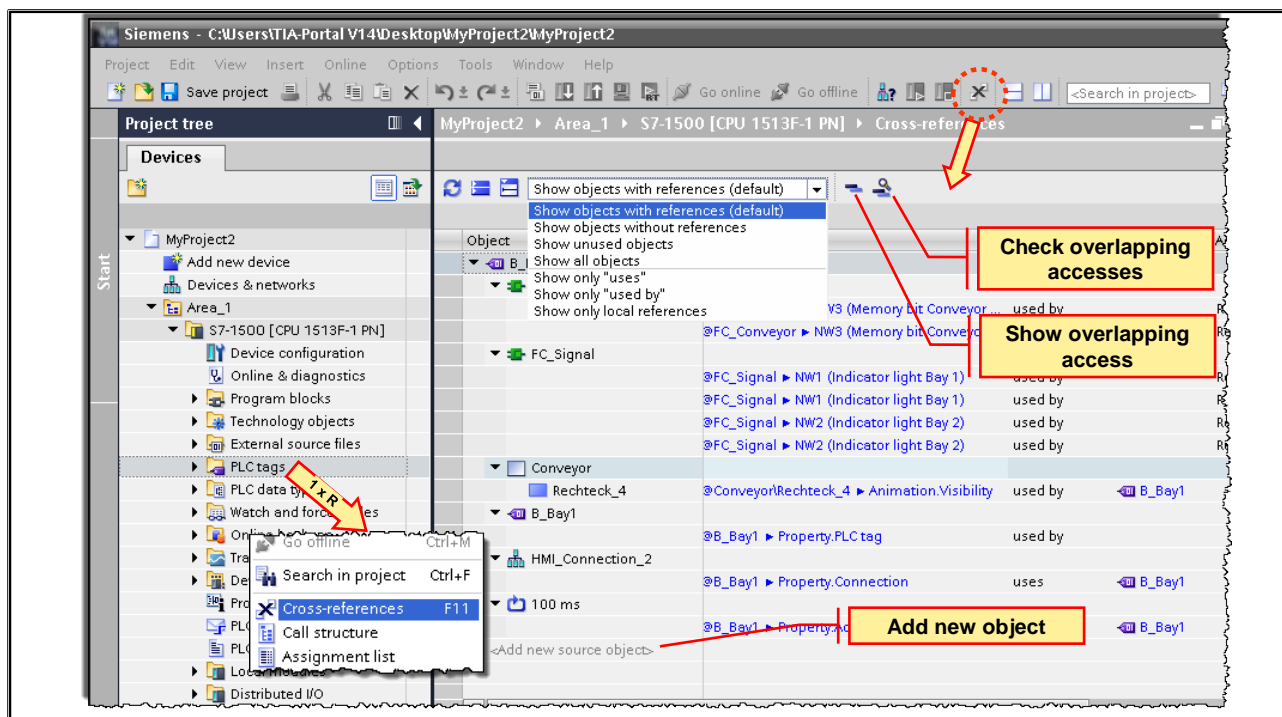 Siemens - C:\Users\TIA-Portal V14\Desktop\MyProject2\MyProject2
Project Edit View Insert Online Options Tools Window Help
Save project Go online Go offline <Search in project>
Project tree
MyProject2 ▸ Area_1 ▸ S7-1500 [CPU 1513F-1 PN] ▸ Cross-references
Devices
Start
Show objects with references (default)
Show objects with references (default)
Show objects without references
Show unused objects
Show all objects
Show only "uses"
Show only "used by"
Show only local references
Check overlapping
accesses
Show overlapping
access
MyProject2
Add new device
Devices & networks
Area_1
S7-1500 [CPU 1513F-1 PN]
Device configuration
Online & diagnostics
Program blocks
Technology objects
External source files
PLC tags
PLC data
Watch and force
1 x R
Local modules
Distributed I/O
Go offline Ctrl+M
Search in project Ctrl+F
Cross-references F11
Call structure
Assignment list
Object
(Memory bit Conveyor ... used by
@FC_Conveyor ▸ NW3 (Memory bit
FC_Signal
@FC_Signal ▸ NW1 (Indicator light Bay 1) used by
@FC_Signal ▸ NW1 (Indicator light Bay 1) used by
@FC_Signal ▸ NW2 (Indicator light Bay 2) used by
@FC_Signal ▸ NW2 (Indicator light Bay 2) used by
Conveyor
Rechteck_4 @Conveyor\Rechteck_4 ▸ Animation.Visibility used by B_Bay1
B_Bay1
@B_Bay1 ▸ Property.PLC tag used by
HMI_Connection_2
@B_Bay1 ▸ Property.Connection uses B_Bay1
100 ms
@B_Bay1 ▸ B_Bay1
<Add new source object>
Add new object